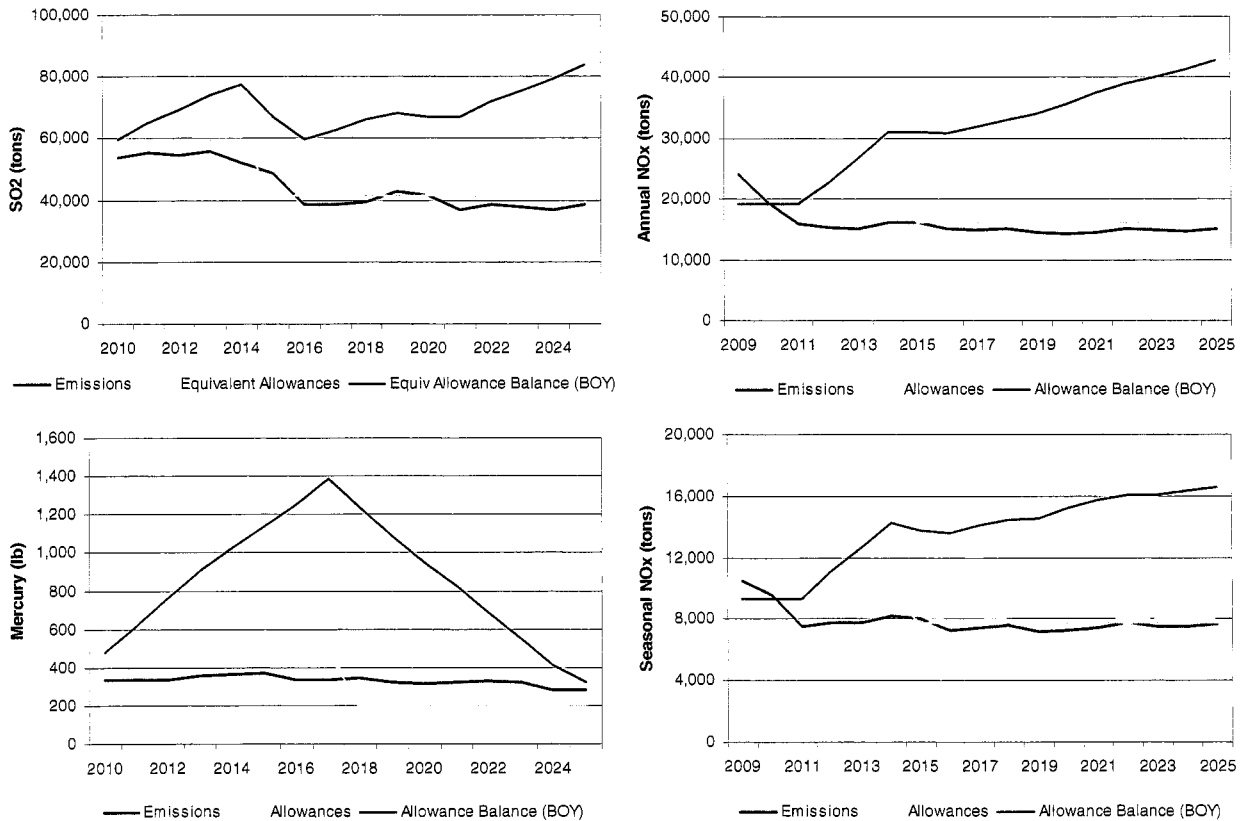 100,000
80,000
60,000
40,000
20,000
0
SO2 (tons)
2010 2012 2014 2016 2018 2020 2022 2024
Emissions Equivalent Allowances Equiv Allowance Balance (BOY)
50,000
40,000
30,000
20,000
10,000
0
Annual NOx (tons)
2009 2011 2013 2015 2017 2019 2021 2023 2025
Emissions Allowances Allowance Balance (BOY)
1,600
1,400
1,200
1,000
800
600
400
200
0
Mercury (lb)
2010 2012 2014 2016 2018 2020 2022 2024
Emissions Allowances Allowance Balance (BOY)
20,000
16,000
12,000
8,000
4,000
0
Seasonal NOx (tons)
2009 2011 2013 2015 2017 2019 2021 2023 2025
Emissions Allowances Allowance Balance (BOY)